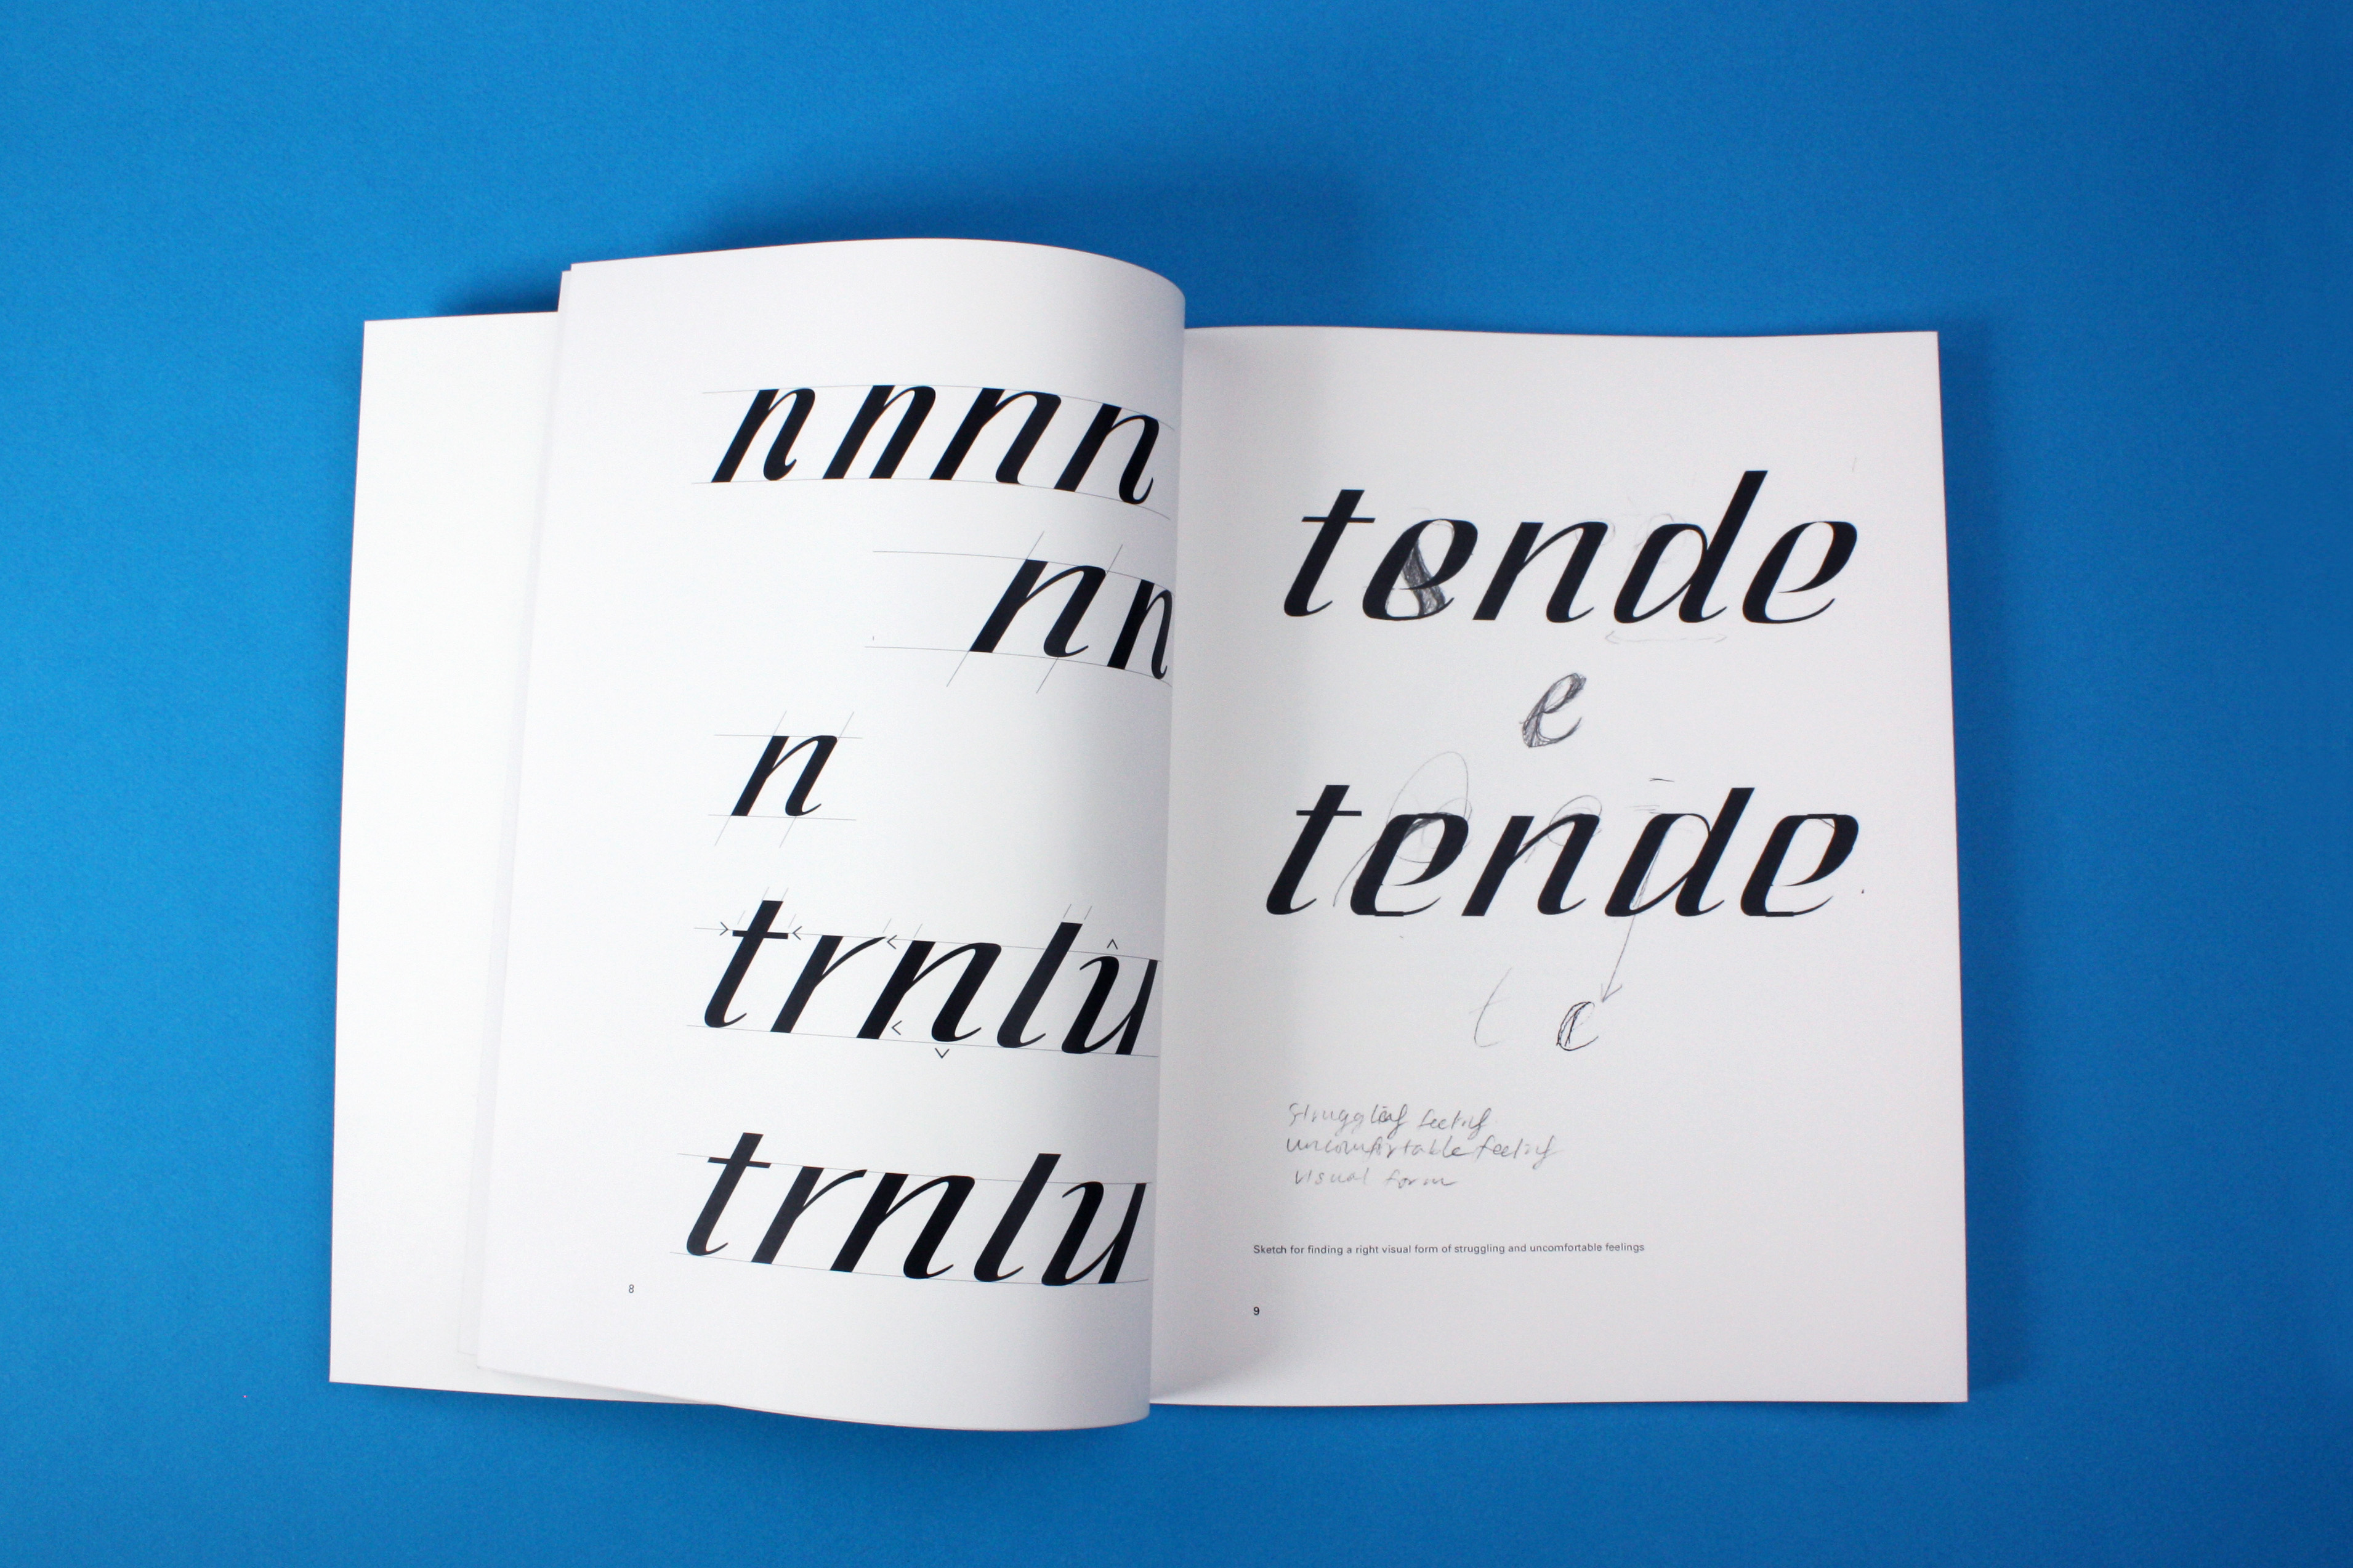 nnnn
nn
n
trnlu
trnlu
8
tende
e
tende
t e
struggling feeling
uncomfortable feeling
visual form
Sketch for finding a right visual form of struggling and uncomfortable feelings
9